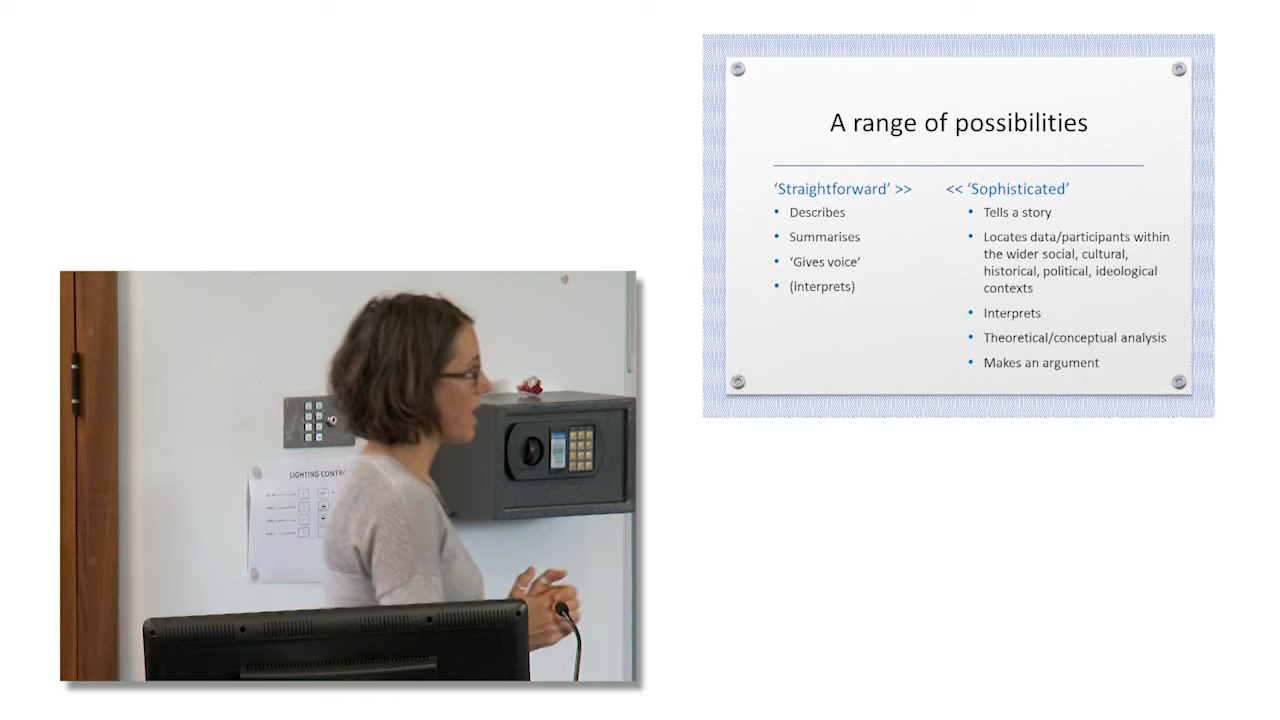 A range of possibilities
‘Straightforward’ >>
• Describes
• Summarises
• ‘Gives voice’
• (interprets)
<< ‘Sophisticated’
• Tells a story
• Locates data/participants within
the wider social, cultural,
historical, political, ideological
contexts
• Interprets
• Theoretical/conceptual analysis
• Makes an argument
LIGHTING CONTRO